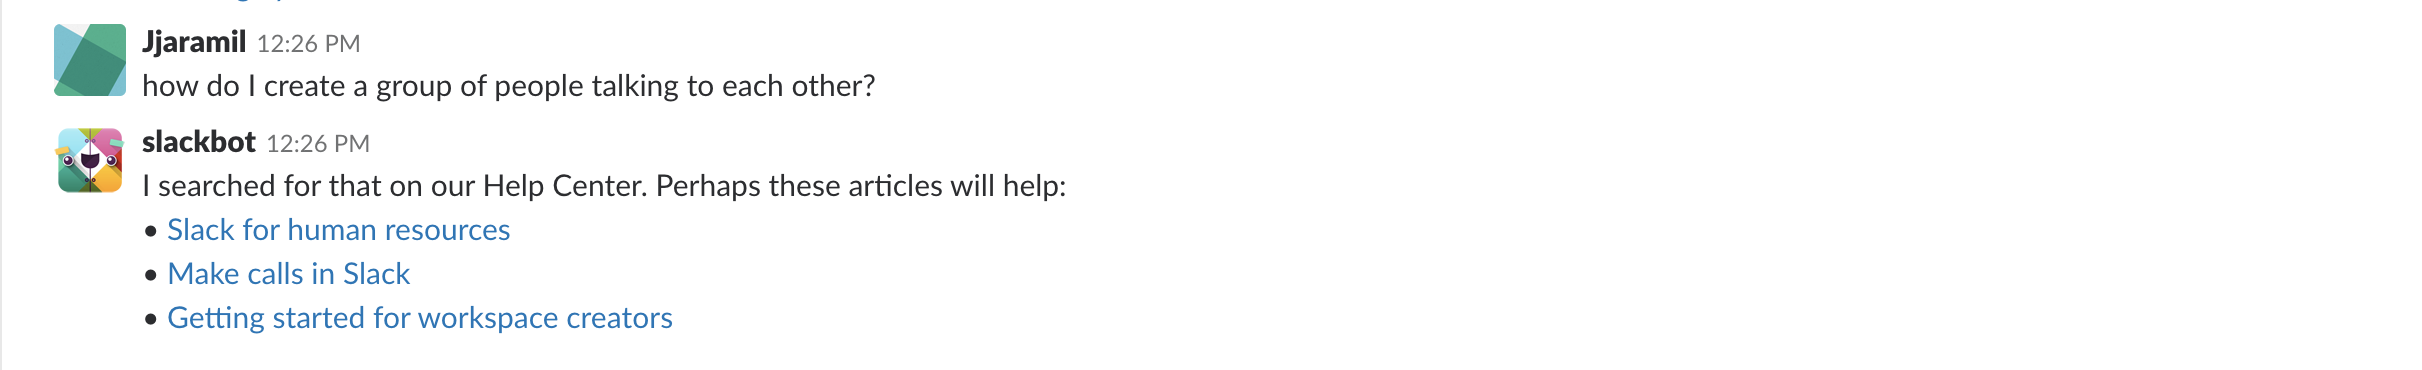 Jjaramil 12:26 PM
how do I create a group of people talking to each other?
slackbot 12:26 PM
I searched for that on our Help Center. Perhaps these articles will help:
• Slack for human resources
• Make calls in Slack
• Getting started for workspace creators